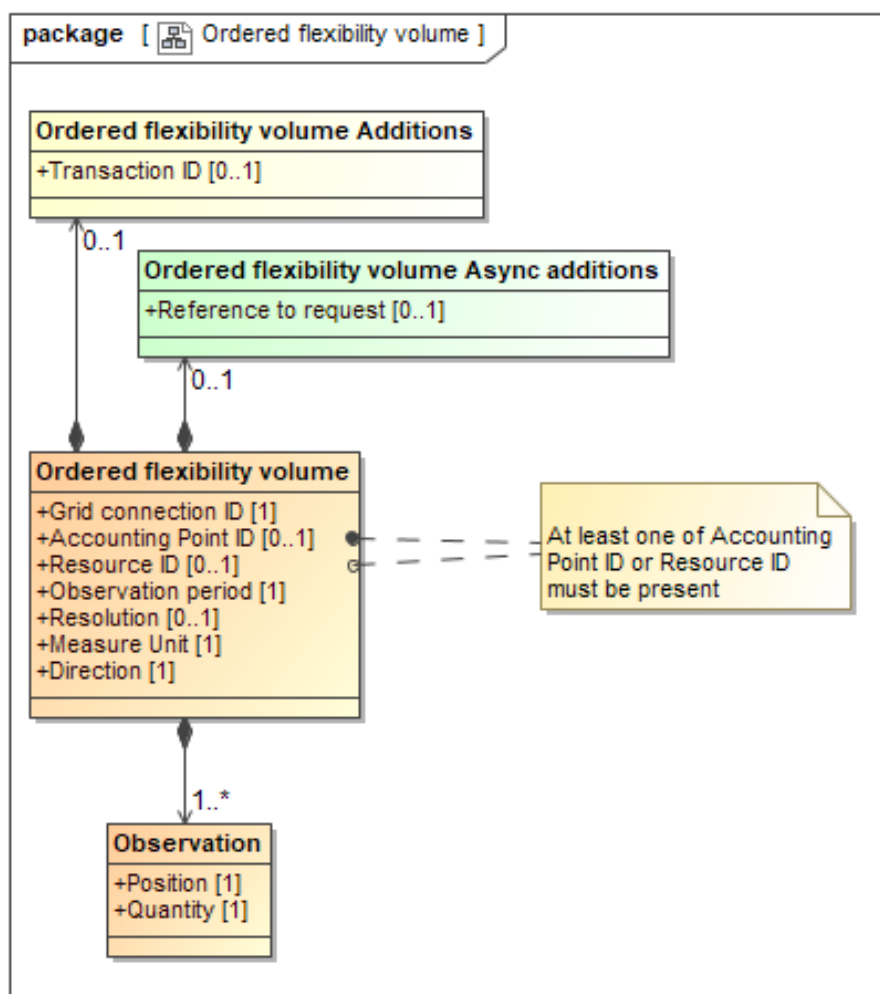 package [ Ordered flexibility volume ]
Ordered flexibility volume Additions
+Transaction ID [0..1]
0..1
Ordered flexibility volume Async additions
+Reference to request [0..1]
0..1
Ordered flexibility volume
+Grid connection ID [1]
+Accounting Point ID [0..1]
+Resource ID [0..1]
+Observation period [1]
+Resolution [0..1]
+Measure Unit [1]
+Direction [1]
At least one of Accounting
Point ID or Resource ID
must be present
1..*
Observation
+Position [1]
+Quantity [1]